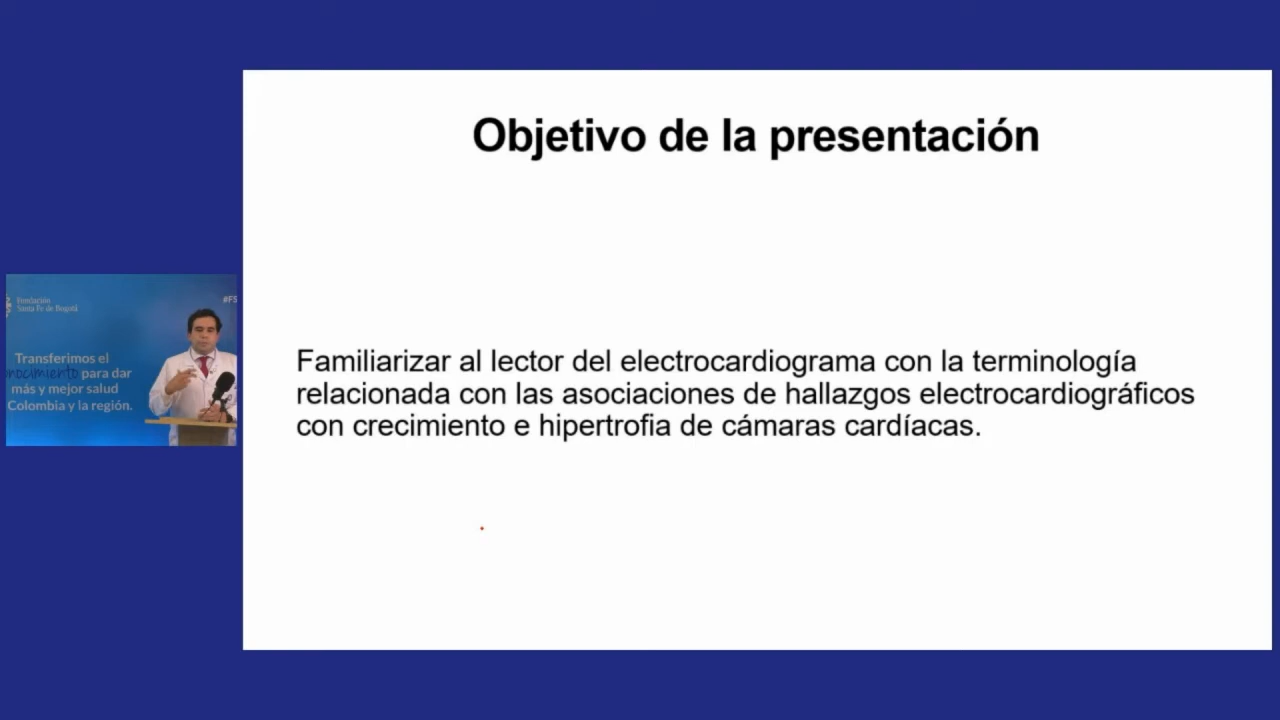 Objetivo de la presentación
Familiarizar al lector del electrocardiograma con la terminología
relacionada con las asociaciones de hallazgos electrocardiográficos
con crecimiento e hipertrofia de cámaras cardíacas.
Fundación
Santa Fe de Bogotá
#FS
Transferimos el
nocimiento para dar
más y mejor salud
Colombia y la región.